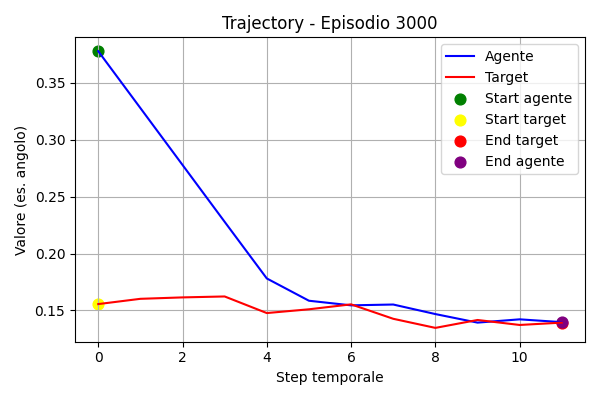 Trajectory - Episodio 3000
Agente
Target
Start agente
Start target
End target
End agente
Valore (es. angolo)
0.35
0.30
0.25
0.20
0.15
0 2 4 6 8 10
Step temporale